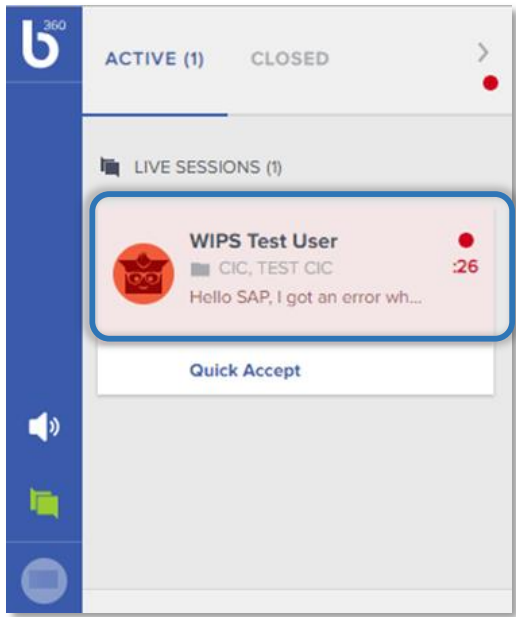 b360
ACTIVE (1) CLOSED
LIVE SESSIONS (1)
WIPS Test User
CIC, TEST CIC :26
Hello SAP, I got an error wh...
Quick Accept